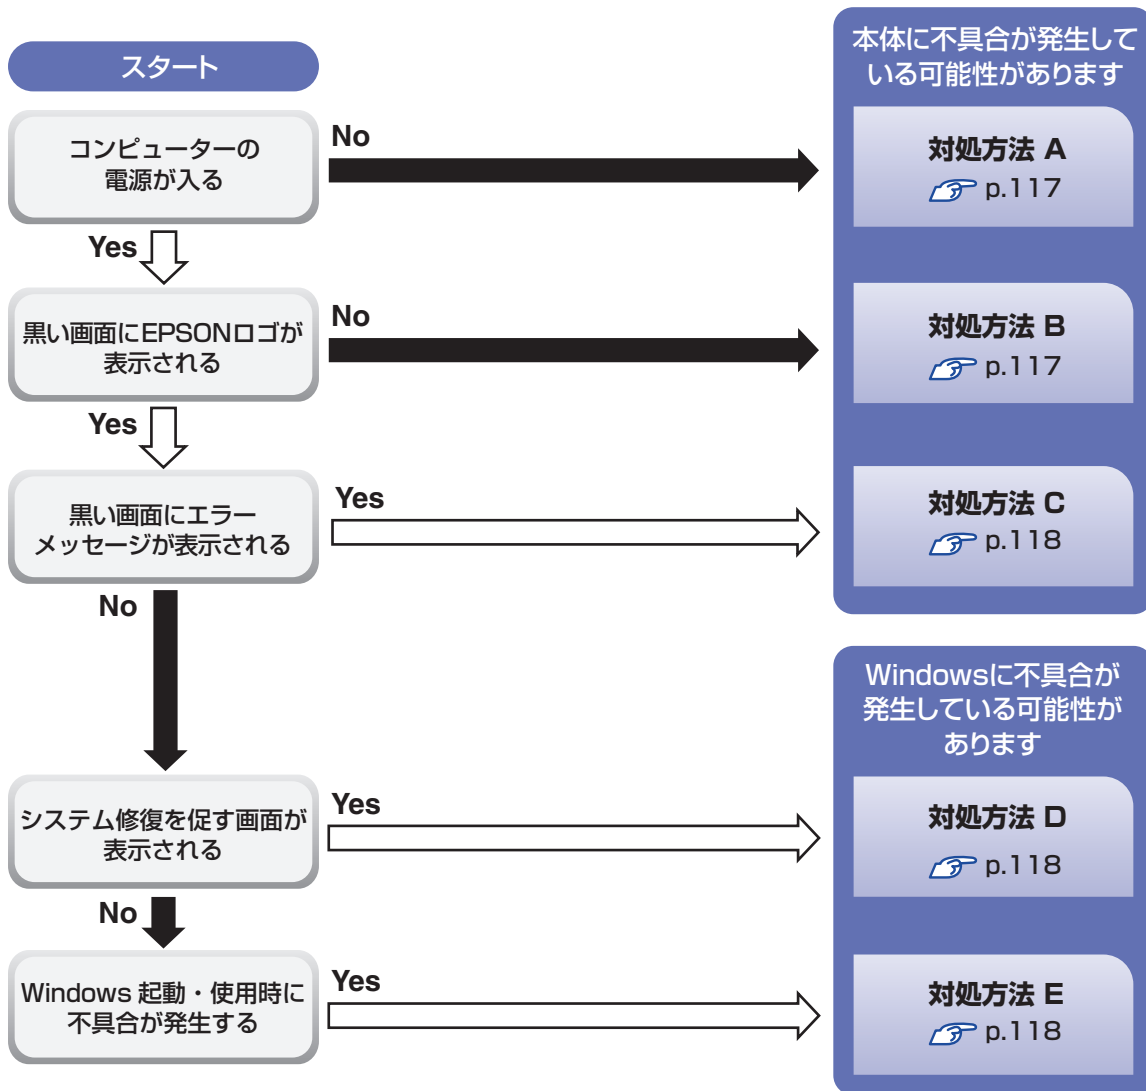 スタート
コンピューターの
電源が入る
No
Yes
黒い画面にEPSONロゴが
表示される
No
Yes
黒い画面にエラー
メッセージが表示される
Yes
No
システム修復を促す画面が
表示される
Yes
No
Windows 起動・使用時に
不具合が発生する
Yes
本体に不具合が発生して
いる可能性があります
対処方法 A
p.117
対処方法 B
p.117
対処方法 C
p.118
Windowsに不具合が
発生している可能性が
あります
対処方法 D
p.118
対処方法 E
p.118